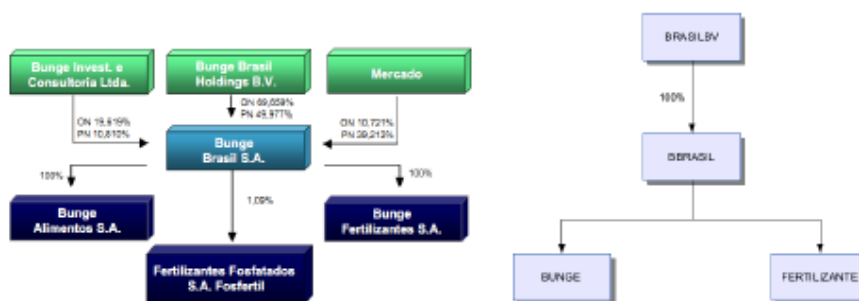 Bunge Invest. e
Consultoria Ltda.
Bunge Brasil
Holdings B.V.
Mercado
ON 19,619%
PN 10,810%
ON 69,659%
PN 49,977%
ON 10,721%
PN 39,213%
Bunge
Brasil S.A.
100%
1,09%
100%
Bunge
Alimentos S.A.
Bunge
Fertilizantes S.A.
Fertilizantes Fosfatados
S.A. Fosfertil
BRASILBV
100%
BBRASIL
BUNGE
FERTILIZANTE